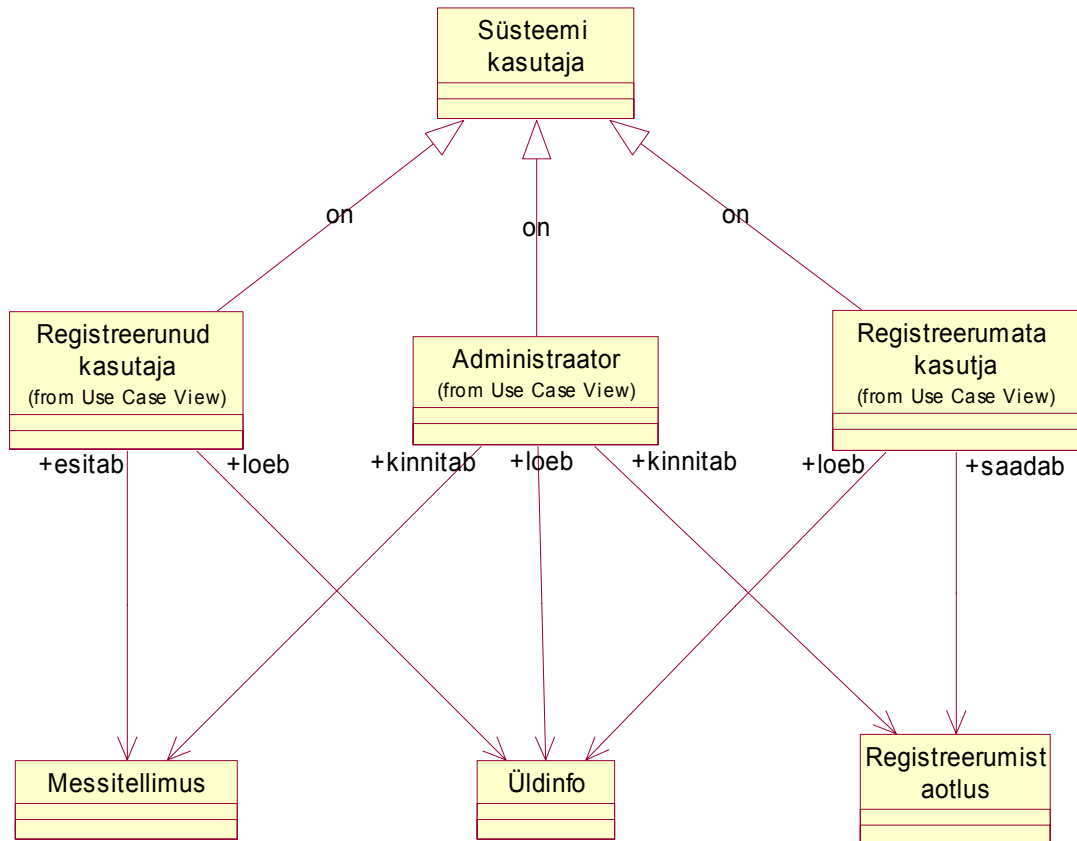 Süsteemi
kasutaja
on
on
on
Registreerunud
kasutaja
(from Use Case View)
Administraator
(from Use Case View)
Registreerumata
kasutja
(from Use Case View)
+esitab
+loeb
+kinnitab
+loeb
+kinnitab
+loeb
+saadab
Messitellimus
Üldinfo
Registreerumist
aotlus